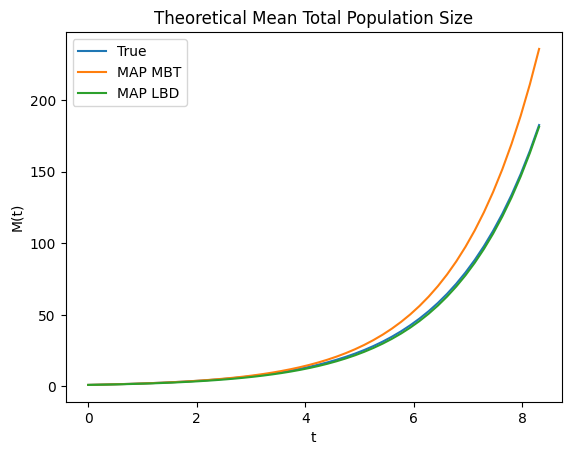 Theoretical Mean Total Population Size
True
MAP MBT
MAP LBD
M(t)
200
150
100
50
0
0 2 4 6 8
t